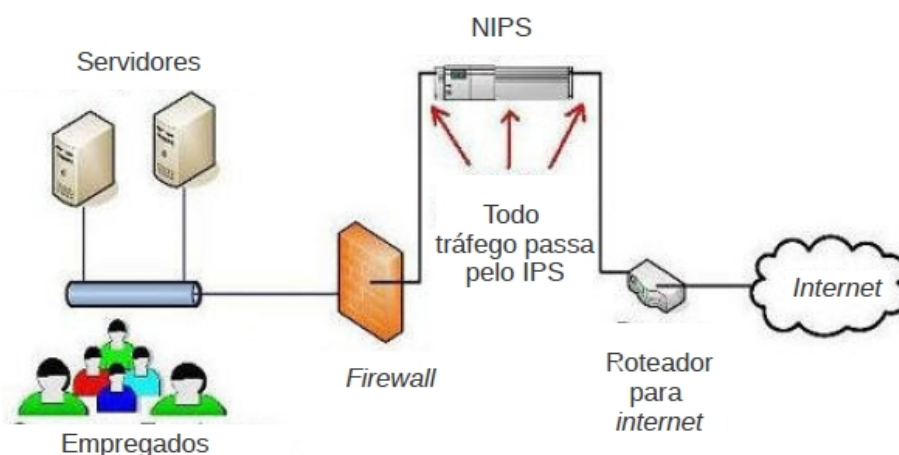 NIPS
Servidores
Todo
tráfego passa
pelo IPS
Internet
Firewall
Roteador
para
internet
Empregados